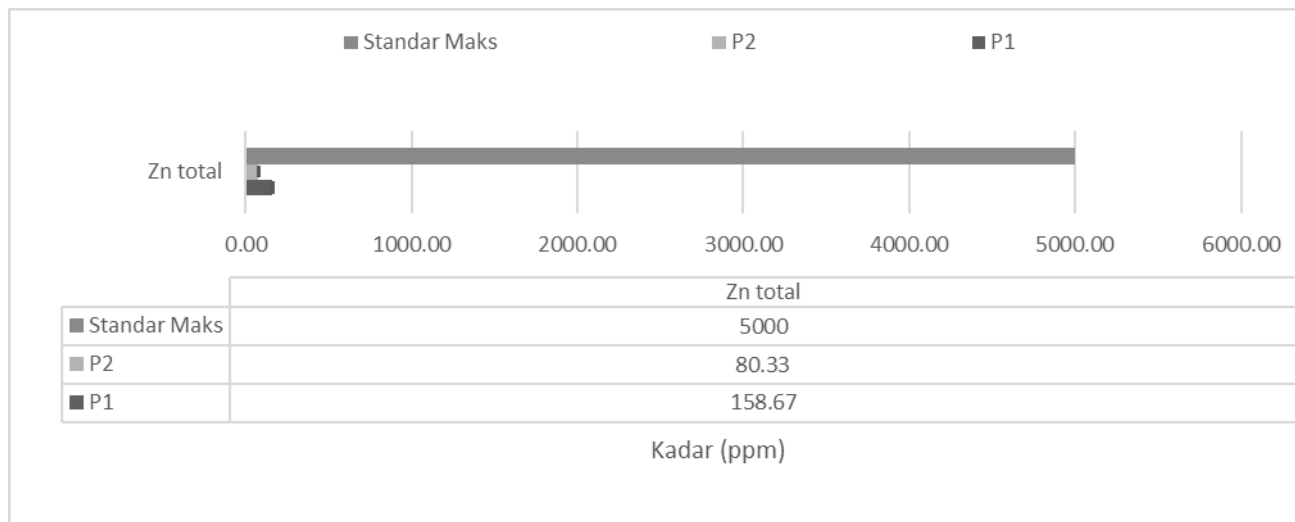 Standar Maks P2 P1
Zn total
0.00 1000.00 2000.00 3000.00 4000.00 5000.00 6000.00
Zn total
Standar Maks 5000
P2 80.33
P1 158.67
Kadar (ppm)